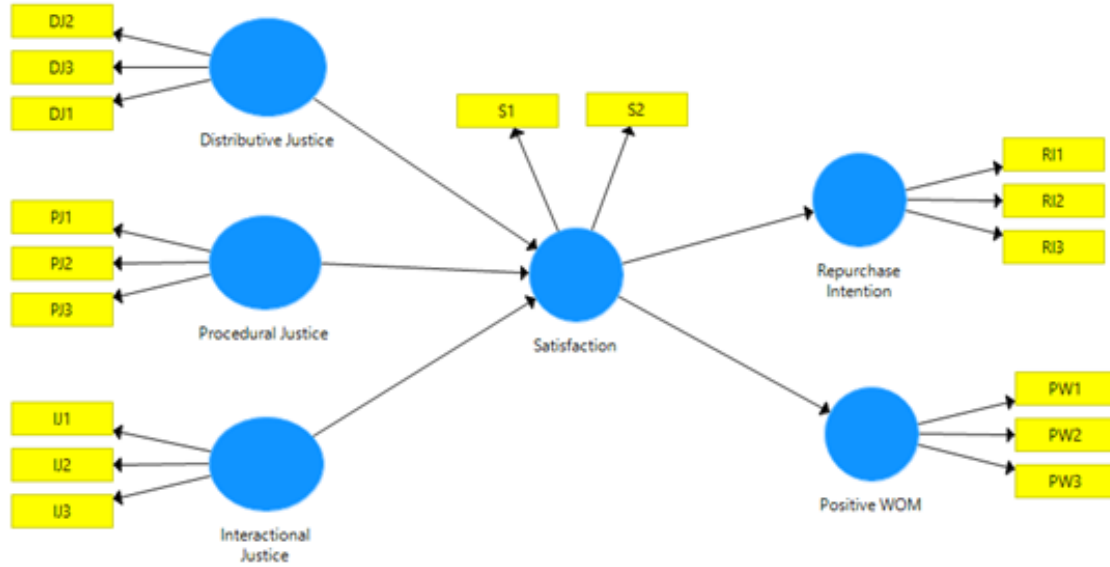 DJ2
DJ3
DJ1
Distributive Justice
PJ1
PJ2
PJ3
Procedural Justice
IJ1
IJ2
IJ3
Interactional
Justice
S1
S2
Satisfaction
RI1
RI2
RI3
Repurchase
Intention
PW1
PW2
PW3
Positive WOM